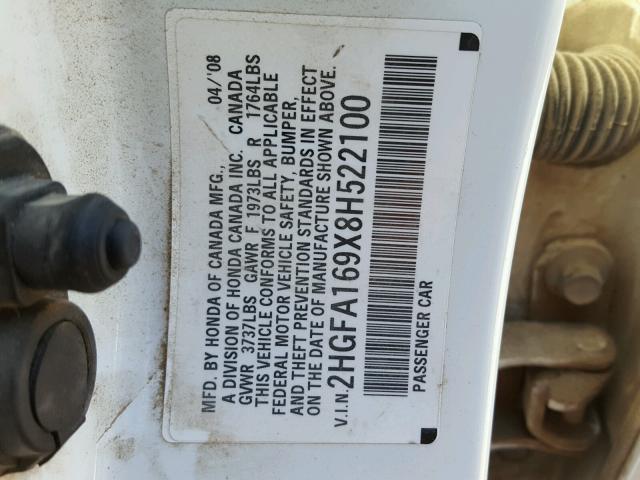 MFD. BY HONDA OF CANADA MFG., 04/'08
A DIVISION OF HONDA CANADA INC. CANADA
GVWR 3737LBS GAWR F 1973LBS R 1764LBS
THIS VEHICLE CONFORMS TO ALL APPLICABLE
FEDERAL MOTOR VEHICLE SAFETY, BUMPER,
AND THEFT PREVENTION STANDARDS IN EFFECT
ON THE DATE OF MANUFACTURE SHOWN ABOVE.
V.I.N. 2HGFA169X8H522100
PASSENGER CAR